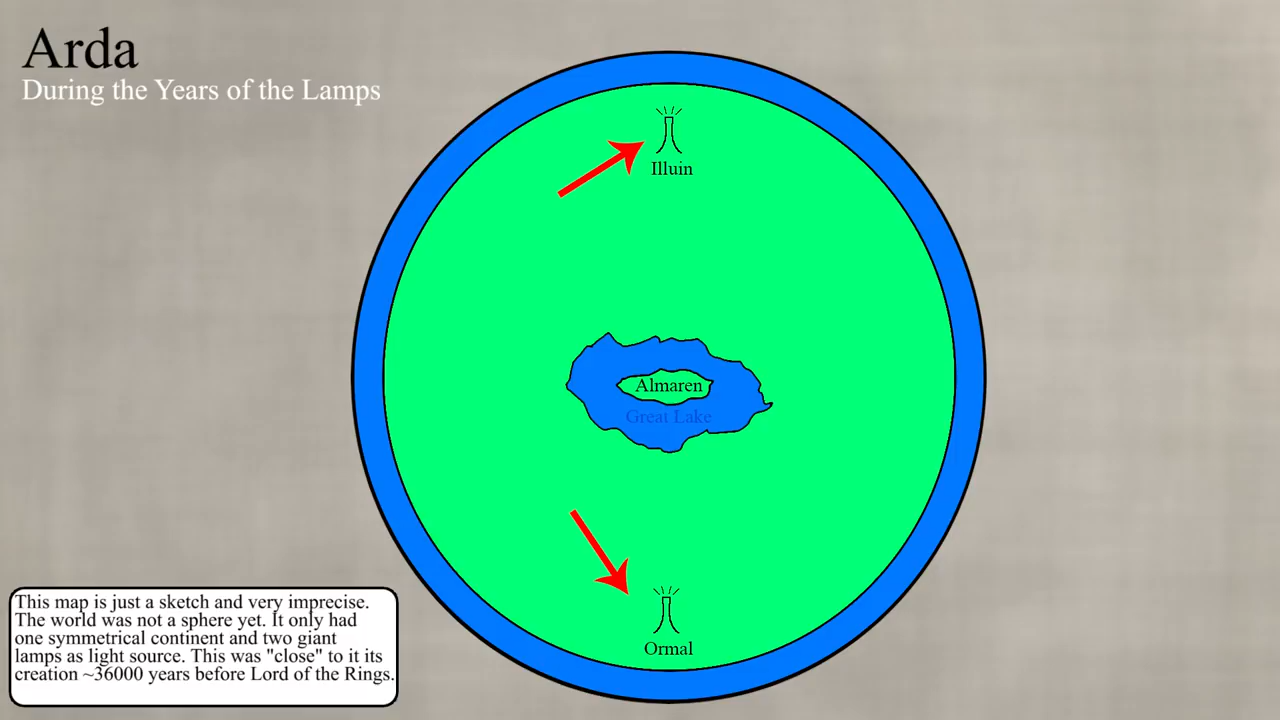 Arda
During the Years of the Lamps
Illuin
Almaren
Great Lake
Ormal
This map is just a sketch and very imprecise.
The world was not a sphere yet. It only had
one symmetrical continent and two giant
lamps as light source. This was "close" to it its
creation ~36000 years before Lord of the Rings.